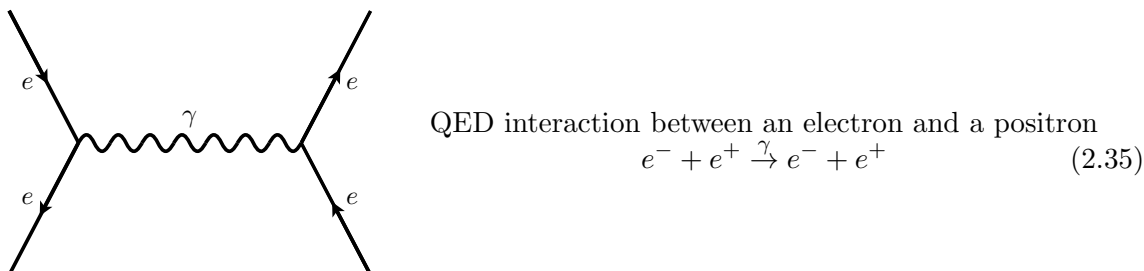 γ
e
e
e
e
QED interaction between an electron and a positron
e⁻ + e⁺ →^γ e⁻ + e⁺ (2.35)